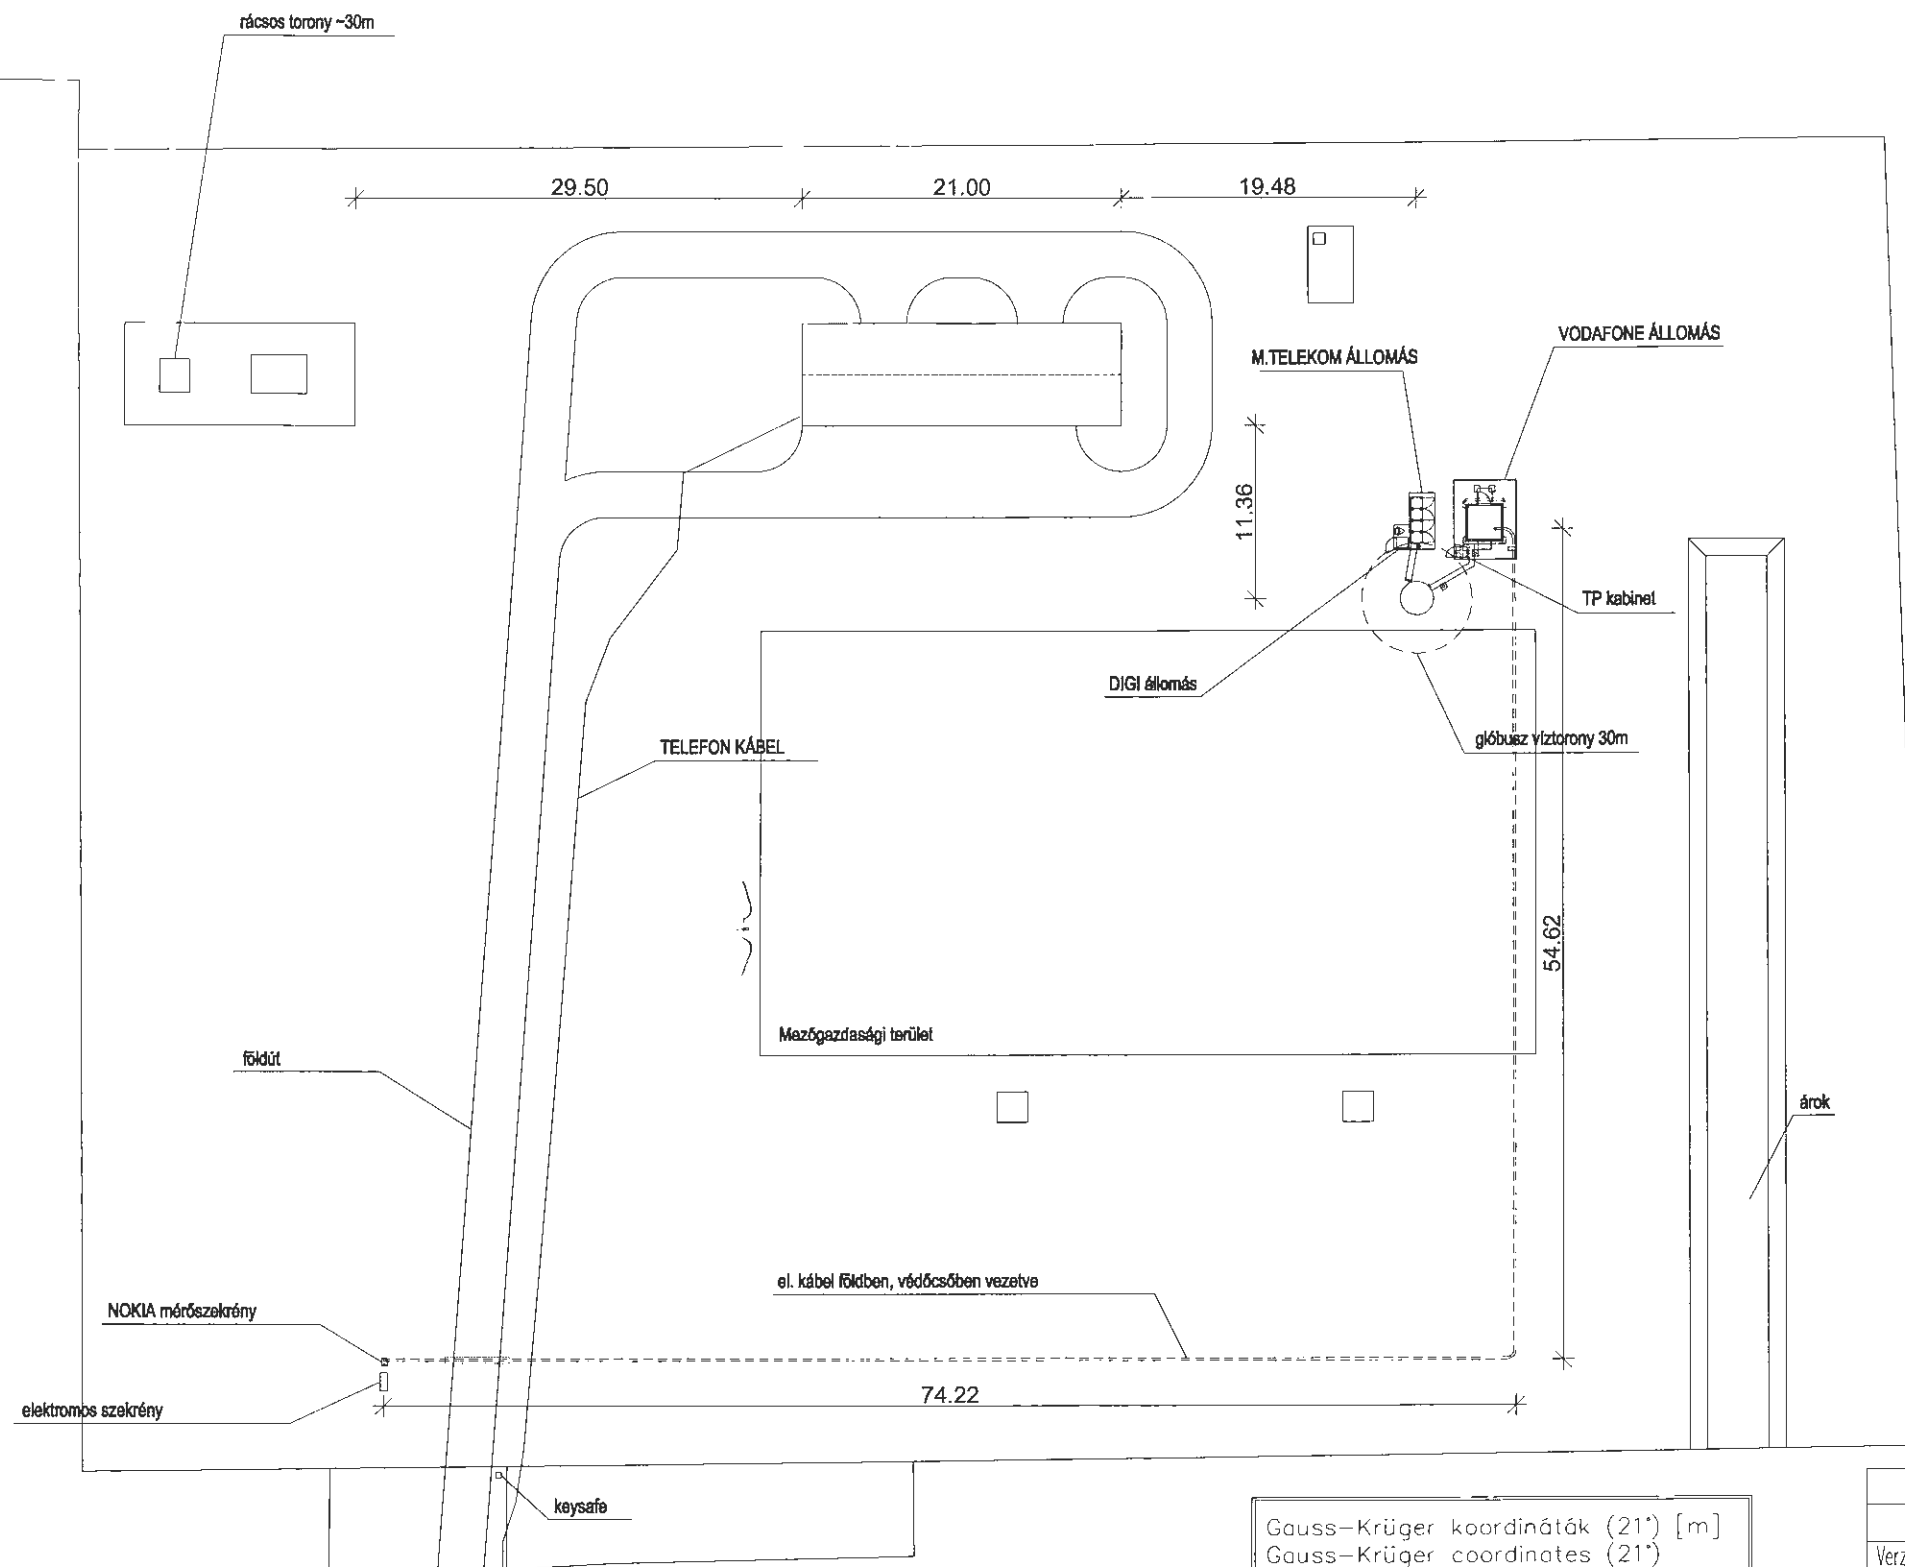 rácsos torony ~30m
29.50
21.00
19.48
VODAFONE ÁLLOMÁS
M.TELEKOM ÁLLOMÁS
11.36
TP kabinet
DIGI állomás
glóbusz víztorony 30m
TELEFON KÁBEL
54.62
Mezőgazdasági terület
földút
árok
el. kábel földben, védőcsőben vezetve
NOKIA mérőszekrény
74.22
elektromos szekrény
keysafe
Gauss-Krüger koordináták (21°) [m]
Gauss-Krüger coordinates (21°)
Verz